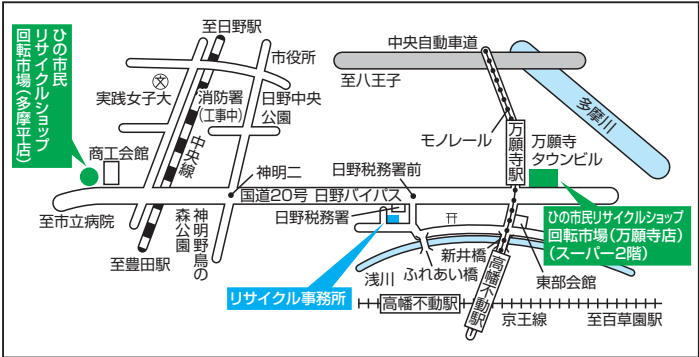 ひの市民
リサイクルショップ
回転市場(多摩平店)
至日野駅
市役所
実践女子大
消防署
(工事中)
日野中央
公園
中央線
商工会館
神明二
至市立病院
至豊田駅
神明野鳥の
森公園
国道20号 日野バイパス
日野税務署前
日野税務署
リサイクル事務所
中央自動車道
至八王子
モノレール
多摩川
万願寺駅
万願寺
タウンビル
ひの市民リサイクルショップ
回転市場(万願寺店)
(スーパー2階)
新井橋
ふれあい橋
浅川
東部会館
高幡不動駅
高幡不動駅
京王線
至百草園駅